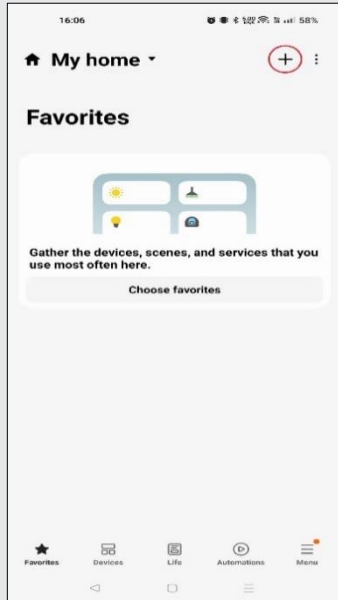 16:06
58%
My home
Favorites
Gather the devices, scenes, and services that you
use most often here.
Choose favorites
Favorites Devices Life Automations Menu